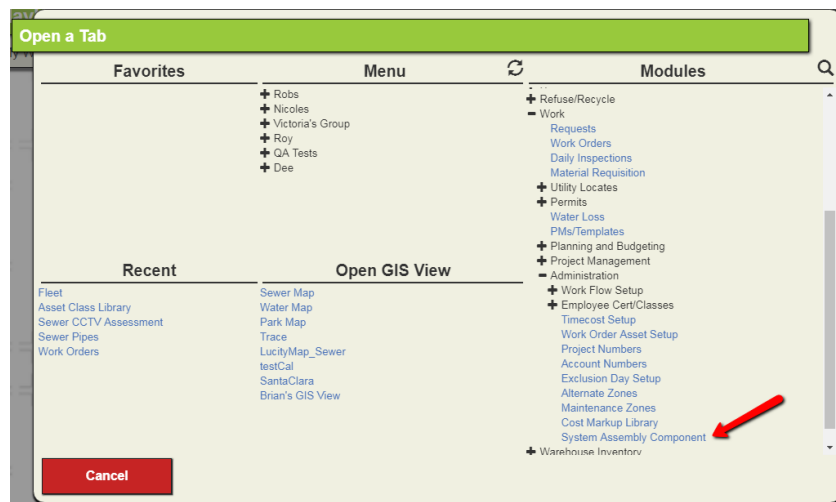 Open a Tab
Favorites
Menu
Robs
Nicoles
Victoria's Group
Roy
QA Tests
Dee
Modules
Refuse/Recycle
Work
Requests
Work Orders
Daily Inspections
Material Requisition
Utility Locates
Permits
Water Loss
PMs/Templates
Planning and Budgeting
Project Management
Administration
Work Flow Setup
Employee Cert/Classes
Timecost Setup
Work Order Asset Setup
Project Numbers
Account Numbers
Exclusion Day Setup
Alternate Zones
Maintenance Zones
Cost Markup Library
System Assembly Component
Warehouse Inventory
Recent
Fleet
Asset Class Library
Sewer CCTV Assessment
Sewer Pipes
Work Orders
Open GIS View
Sewer Map
Water Map
Park Map
Trace
LucityMap_Sewer
testCal
SantaClara
Brian's GIS View
Cancel